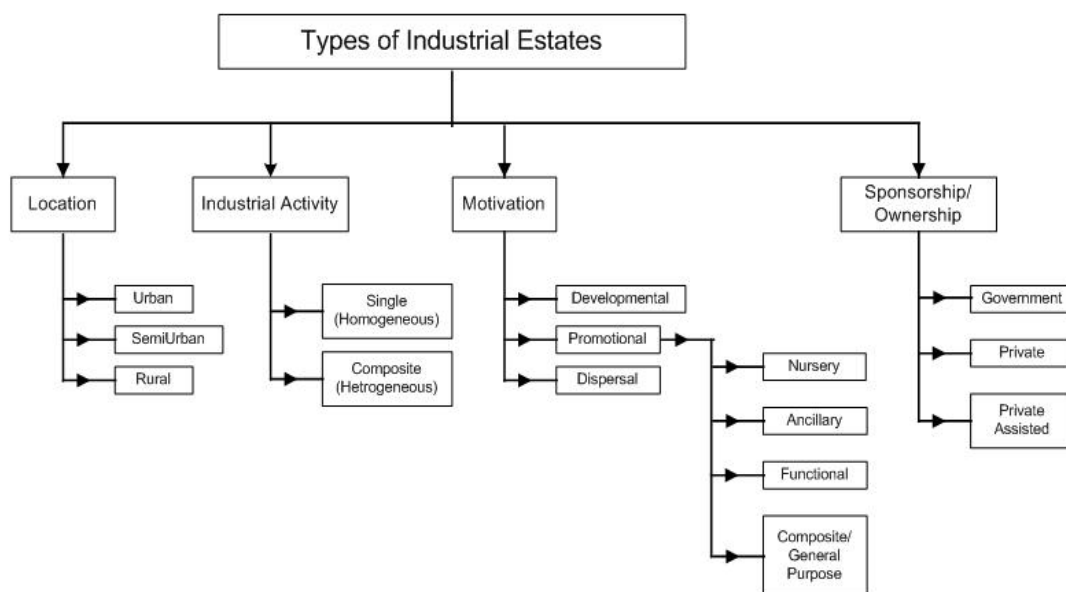 Types of Industrial Estates
Location
Industrial Activity
Motivation
Sponsorship/
Ownership
Urban
SemiUrban
Rural
Single
(Homogeneous)
Composite
(Hetrogeneous)
Developmental
Promotional
Dispersal
Nursery
Ancillary
Functional
Composite/
General
Purpose
Government
Private
Private
Assisted